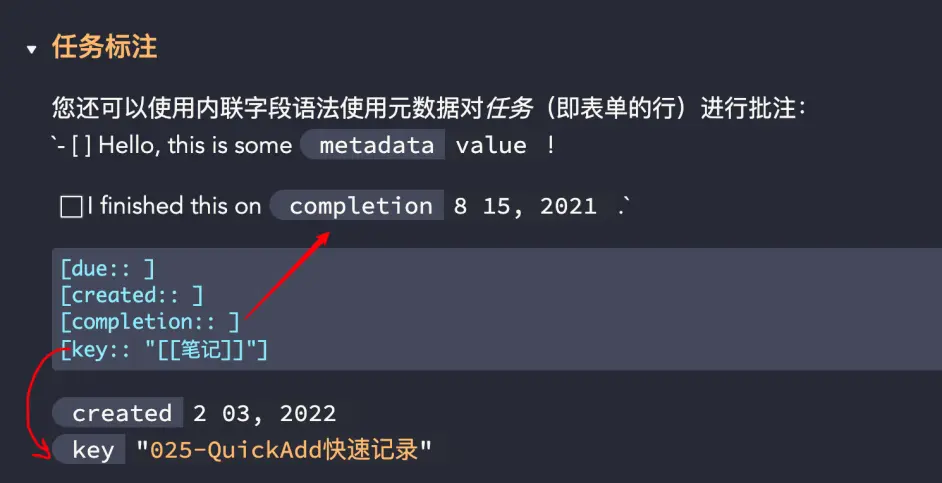 任务标注
您还可以使用内联字段语法使用元数据对任务（即表单的行）进行批注：
`- [ ] Hello, this is some metadata value !
I finished this on completion 8 15, 2021 .`
[due:: ]
[created:: ]
[completion:: ]
[key:: "[[笔记]]"]
created 2 03, 2022
key "025-QuickAdd快速记录"